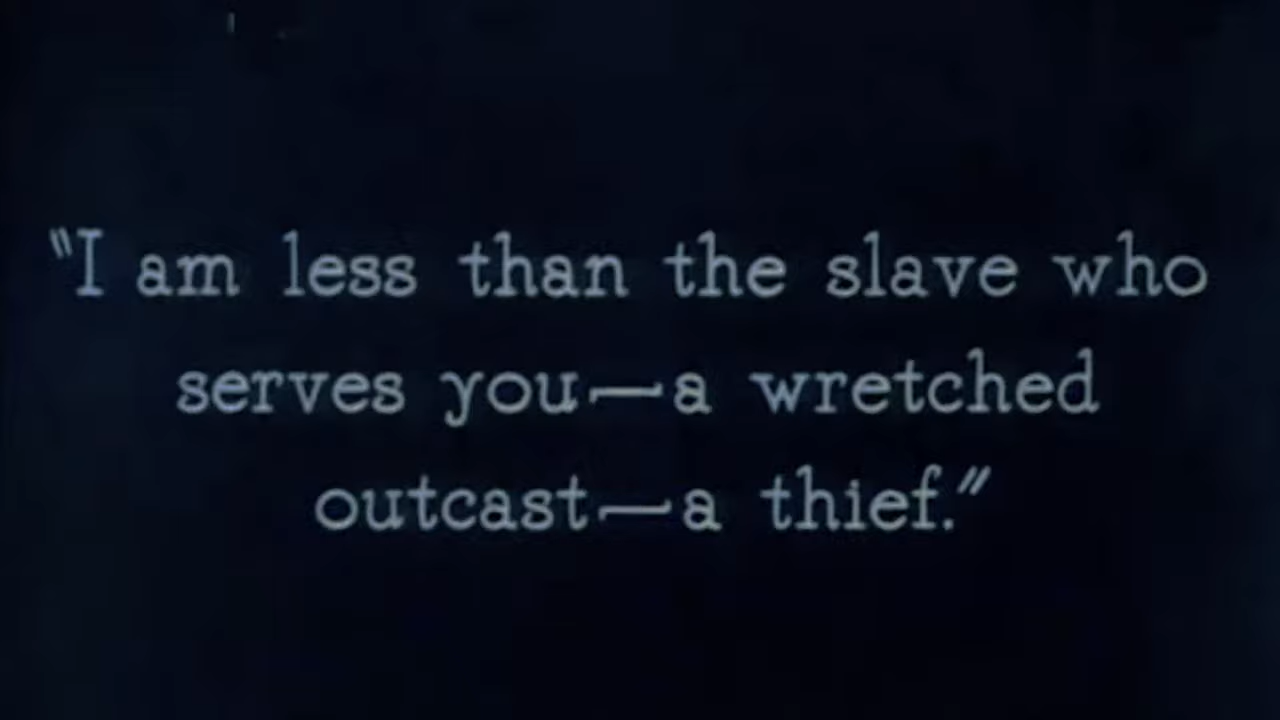 "I am less than the slave who
serves you—a wretched
outcast—a thief."